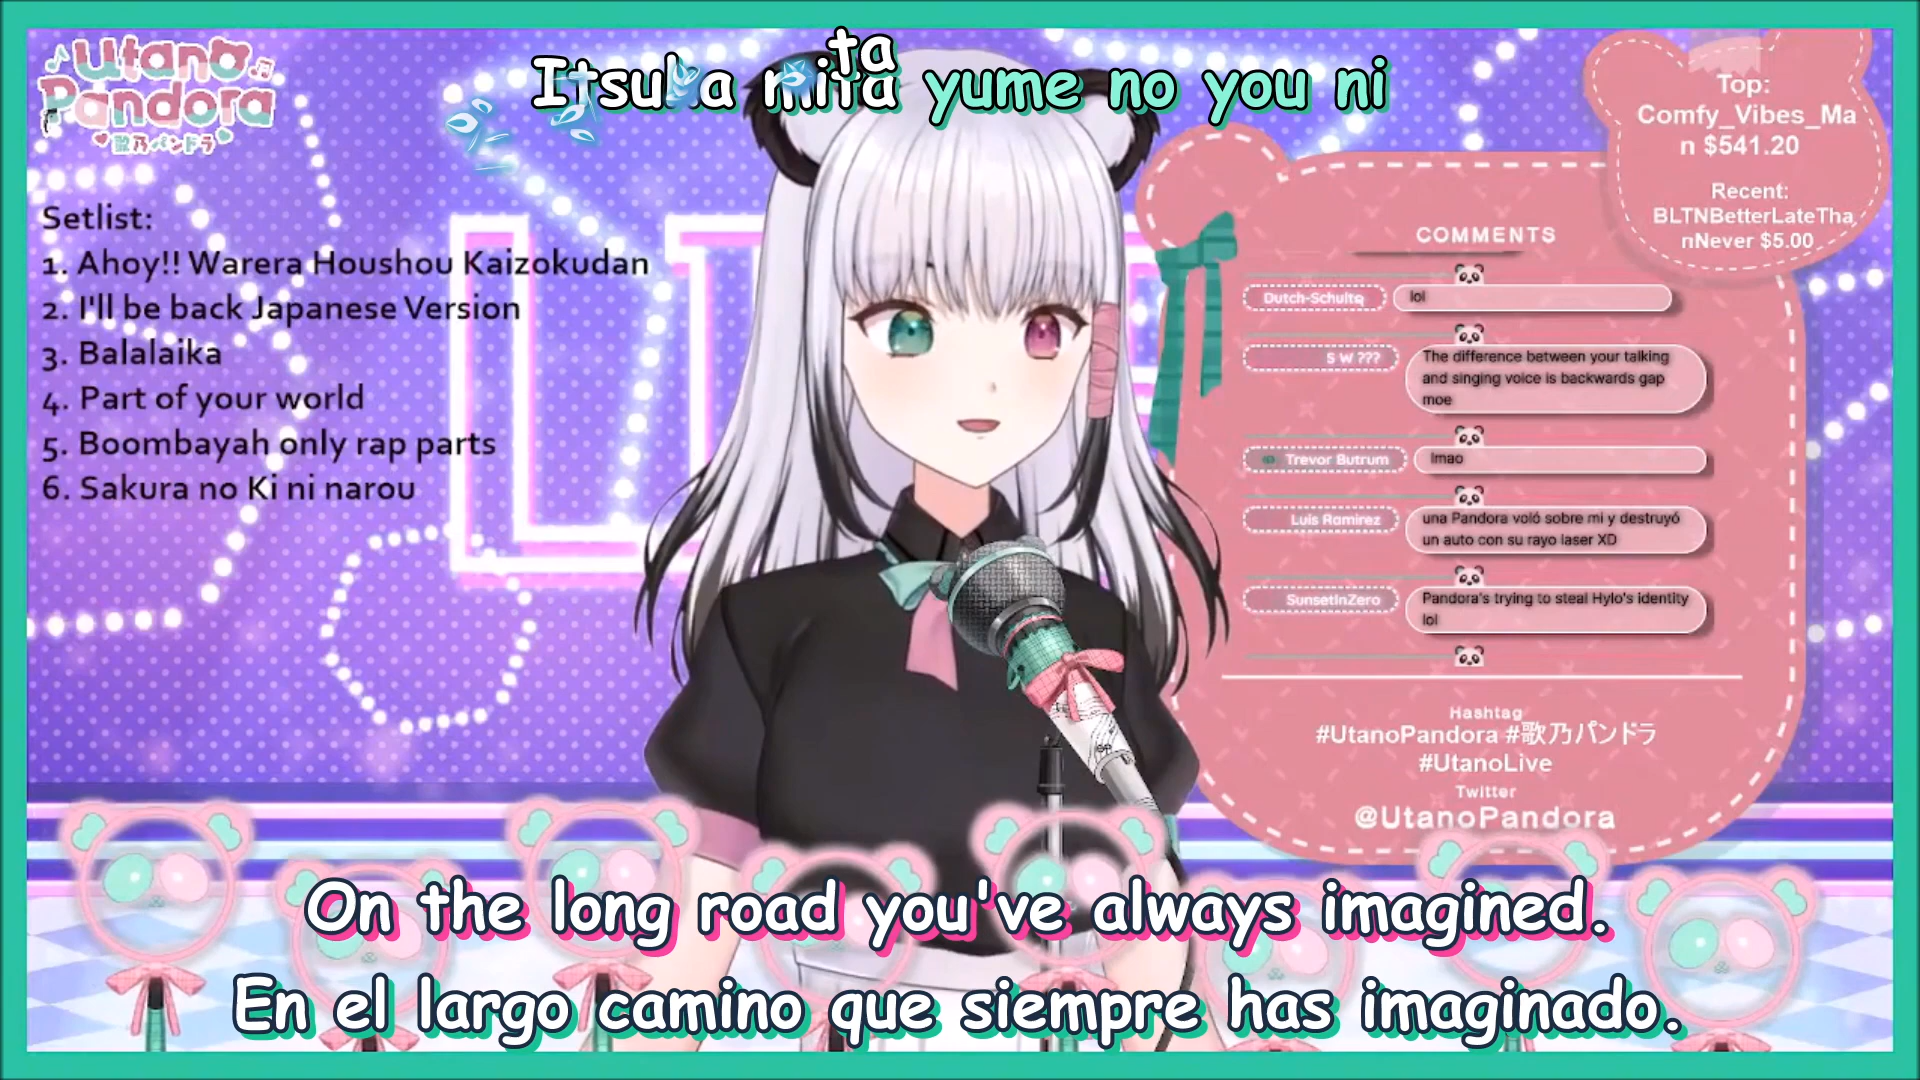 Utano
Pandora
歌乃パンドラ
ta
Itsuka mita yume no you ni
Top:
Comfy_Vibes_Ma
n $541.20
Recent:
BLTNBetterLateTha
nNever $5.00
Setlist:
1. Ahoy!! Warera Houshou Kaizokudan
2. I'll be back Japanese Version
3. Balalaika
4. Part of your world
5. Boombayah only rap parts
6. Sakura no Ki ni narou
COMMENTS
Dutch-Schultq lol
S W ??? The difference between your talking
and singing voice is backwards gap
moe
Trevor Butrum lmao
Luis Ramirez una Pandora voló sobre mi y destruyó
un auto con su rayo laser XD
SunsetInZero Pandora's trying to steal Hylo's identity
lol
Hashtag
#UtanoPandora #歌乃パンドラ
#UtanoLive
Twitter
@UtanoPandora
On the long road you've always imagined.
En el largo camino que siempre has imaginado.